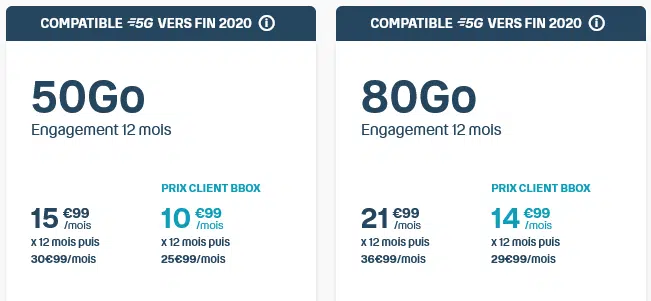 COMPATIBLE 5G VERS FIN 2020 i
50Go
Engagement 12 mois
PRIX CLIENT BBOX
15 €99 /mois
x 12 mois puis
30€99/mois
10 €99 /mois
x 12 mois puis
25€99/mois
COMPATIBLE 5G VERS FIN 2020 i
80Go
Engagement 12 mois
PRIX CLIENT BBOX
21 €99 /mois
x 12 mois puis
36€99/mois
14 €99 /mois
x 12 mois puis
29€99/mois